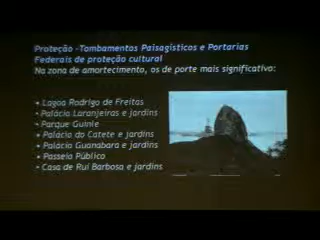 Proteção -Tombamentos Paisagísticos e Portarias
Federais de proteção cultural
Na zona de amortecimento, os de porte mais significativo:
• Lagoa Rodrigo de Freitas
• Palácio Laranjeiras e jardins
• Parque Guinle
• Palácio do Catete e jardins
• Palácio Guanabara e jardins
• Passeio Público
• Casa de Rui Barbosa e jardins